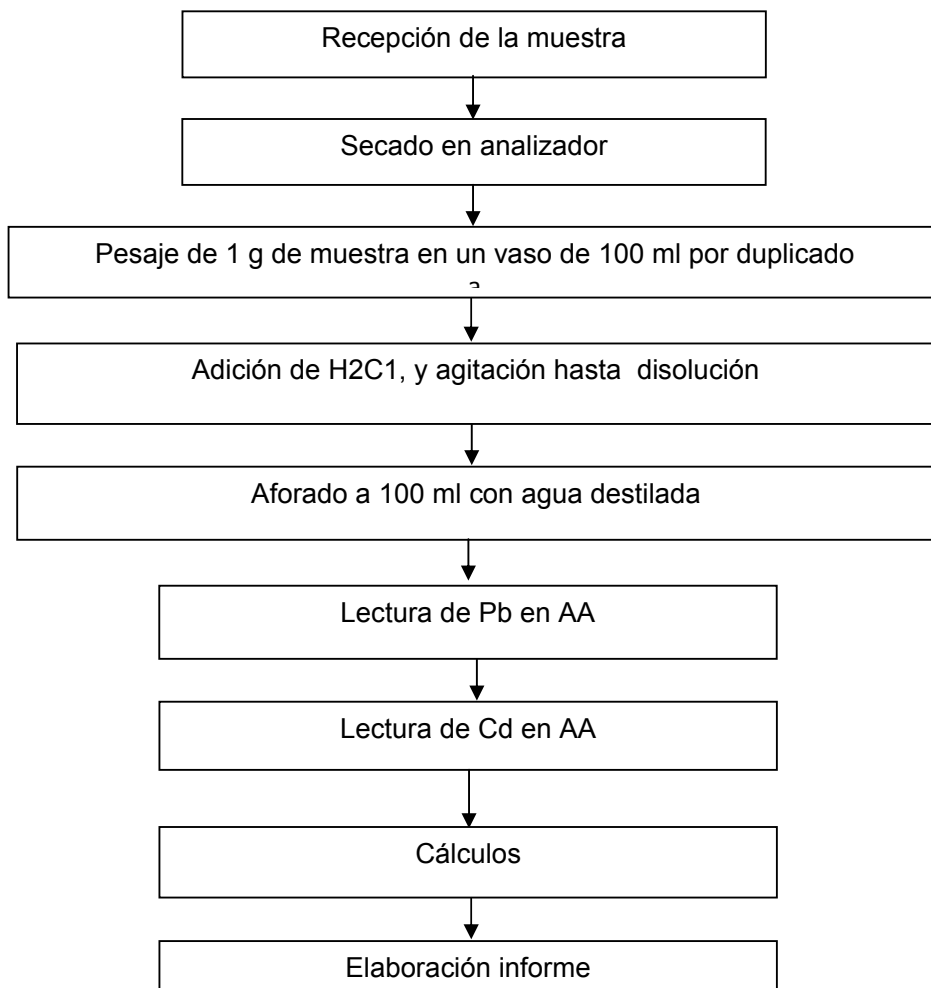 Recepción de la muestra
Secado en analizador
Pesaje de 1 g de muestra en un vaso de 100 ml por duplicado
Adición de H2C1, y agitación hasta disolución
Aforado a 100 ml con agua destilada
Lectura de Pb en AA
Lectura de Cd en AA
Cálculos
Elaboración informe